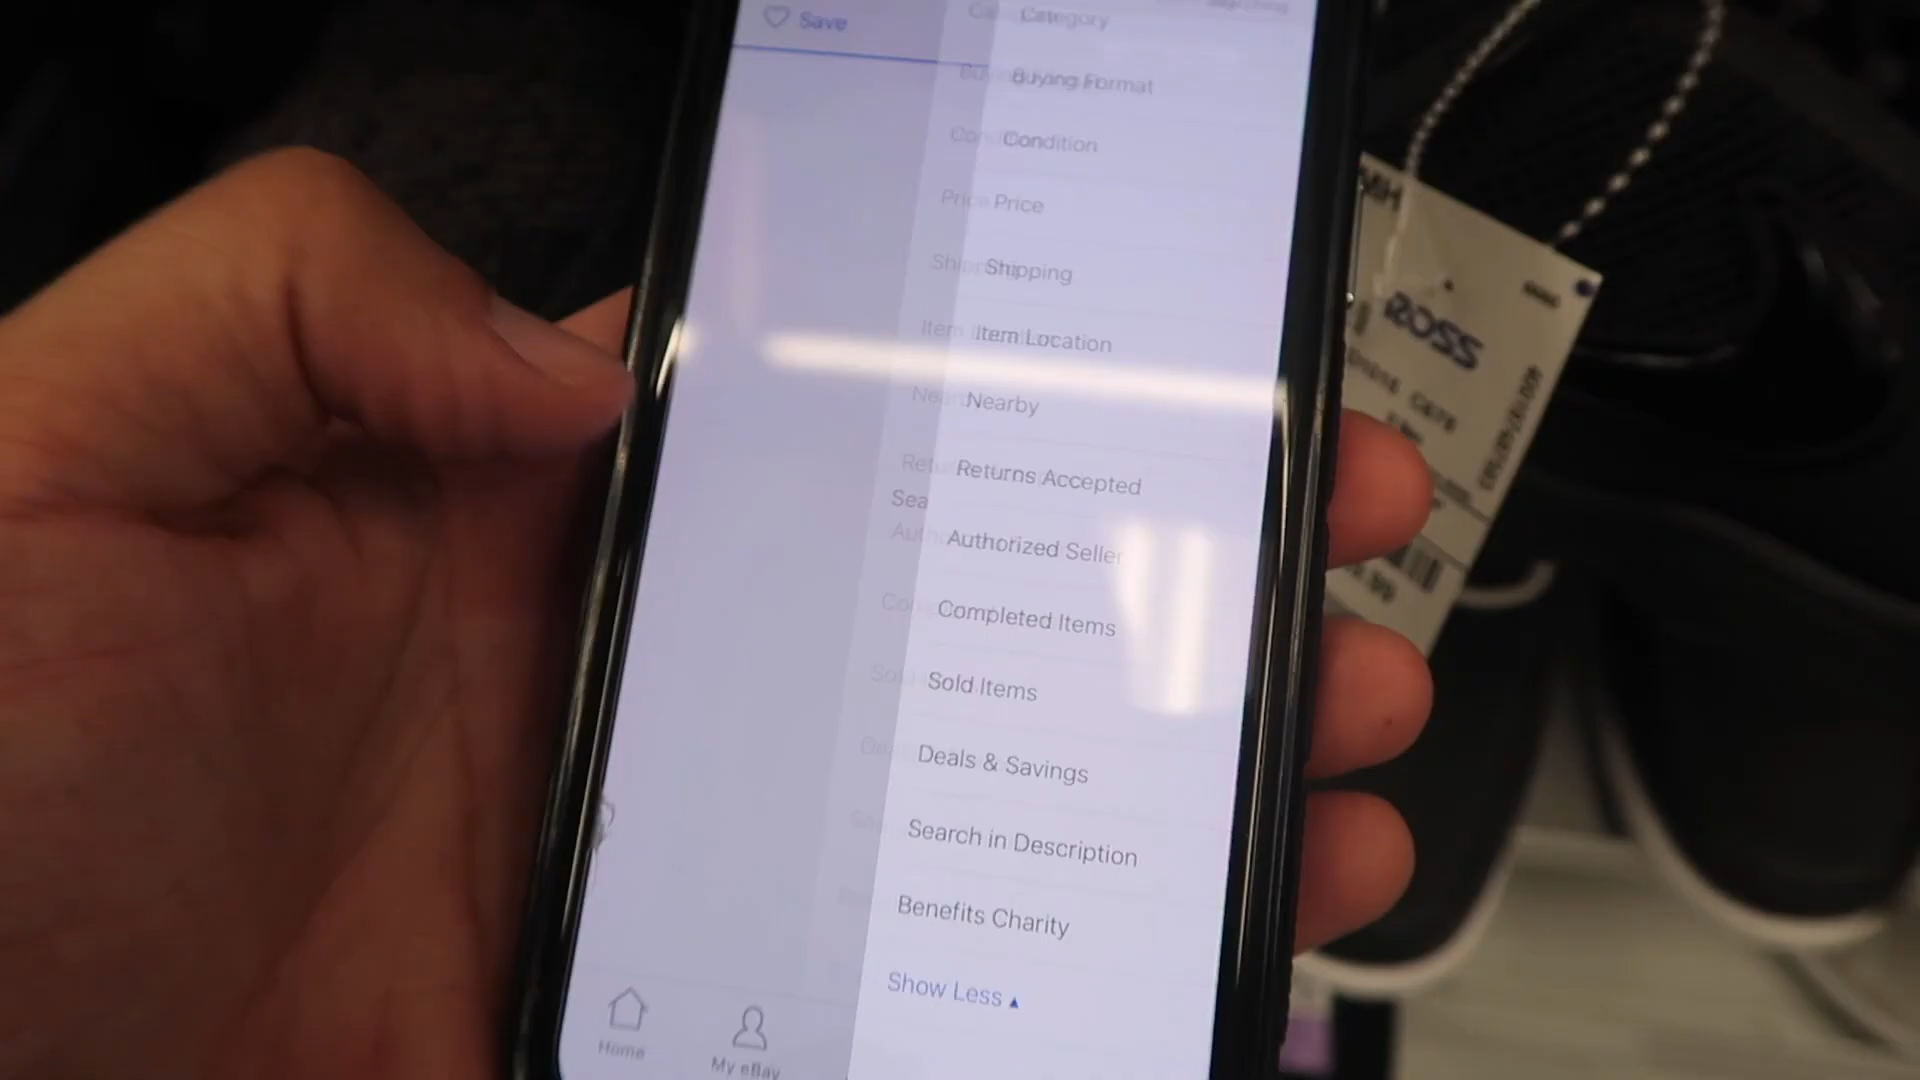 Save
Category
Buying Format
Condition
Price
Shipping
Item Location
Nearby
Returns Accepted
Sea
Authorized Seller
Completed Items
Sold Items
Deals & Savings
Search in Description
Benefits Charity
Show Less ▲
Home
My eBay
ROSS